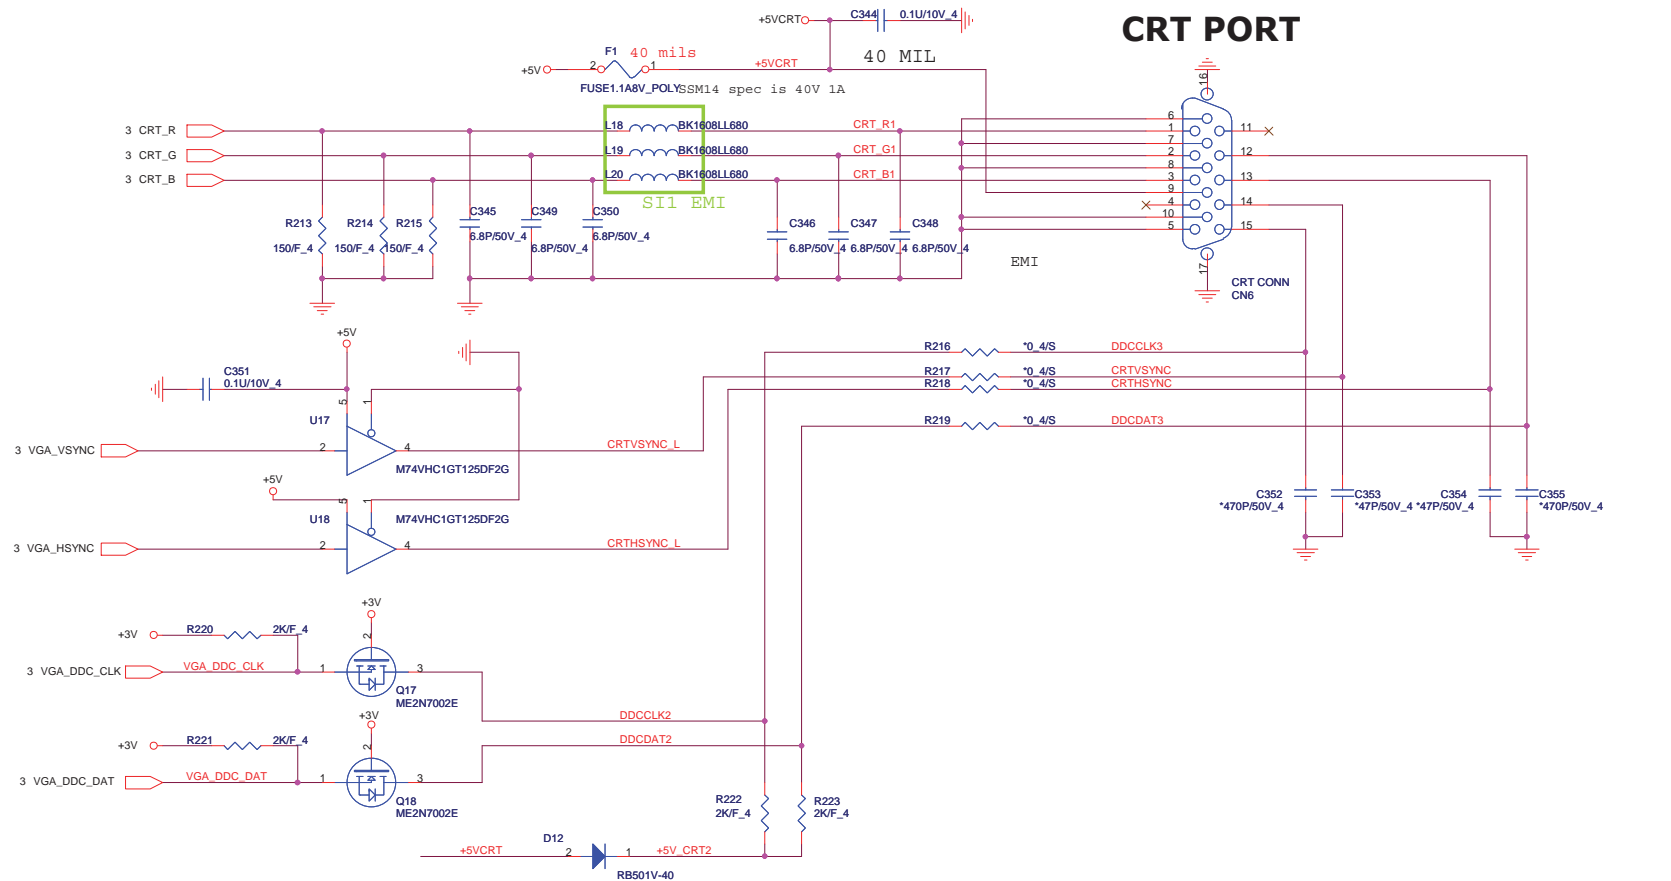 CRT PORT
+5VCRT
C344
0.1U/10V_4
F1
40 mils
40 MIL
+5V
2
1
+5VCRT
FUSE1.1A8V_POLY
SSM14 spec is 40V 1A
16
3 CRT_R
L18
BK1608LL680
CRT_R1
3 CRT_G
L19
BK1608LL680
CRT_G1
3 CRT_B
L20
BK1608LL680
CRT_B1
SI1 EMI
6
1
7
2
8
3
9
4
10
5
11
12
13
14
15
17
R213
150/F_4
R214
150/F_4
R215
150/F_4
C345
6.8P/50V_4
C349
6.8P/50V_4
C350
6.8P/50V_4
C346
6.8P/50V_4
C347
6.8P/50V_4
C348
6.8P/50V_4
EMI
CRT CONN
CN6
+5V
C351
0.1U/10V_4
5
1
U17
3 VGA_VSYNC
2
4
M74VHC1GT125DF2G
CRTVSYNC_L
+5V
5
1
U18
M74VHC1GT125DF2G
3 VGA_HSYNC
2
4
CRTHSYNC_L
R216
*0_4/S
DDCCLK3
R217
*0_4/S
CRTVSYNC
R218
*0_4/S
CRTHSYNC
R219
*0_4/S
DDCDAT3
C352
*470P/50V_4
C353
*47P/50V_4
C354
*47P/50V_4
C355
*470P/50V_4
+3V
+3V
R220
2K/F_4
2
3 VGA_DDC_CLK
VGA_DDC_CLK
1
3
Q17
ME2N7002E
DDCCLK2
+3V
+3V
R221
2K/F_4
2
DDCDAT2
3 VGA_DDC_DAT
VGA_DDC_DAT
1
3
Q18
ME2N7002E
R222
2K/F_4
R223
2K/F_4
D12
+5VCRT
2
1
+5V_CRT2
RB501V-40